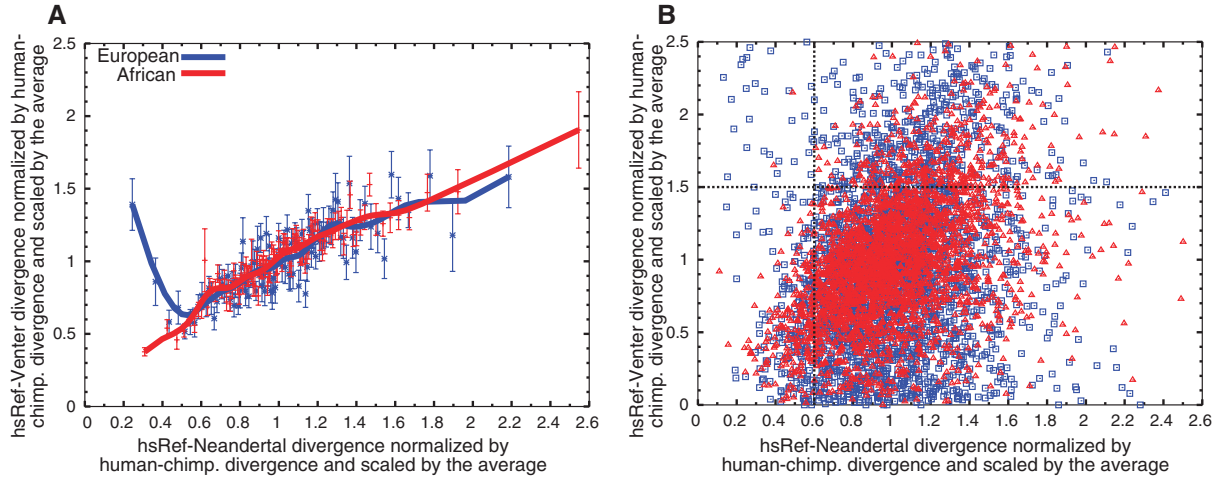 A
hsRef-Venter divergence normalized by human-
chimp. divergence and scaled by the average
European
African
2.5
2
1.5
1
0.5
0
0 0.2 0.4 0.6 0.8 1 1.2 1.4 1.6 1.8 2 2.2 2.4 2.6
hsRef-Neandertal divergence normalized by
human-chimp. divergence and scaled by the average
B
hsRef-Venter divergence normalized by human-
chimp. divergence and scaled by the average
2.5
2
1.5
1
0.5
0
0 0.2 0.4 0.6 0.8 1 1.2 1.4 1.6 1.8 2 2.2 2.4 2.6
hsRef-Neandertal divergence normalized by
human-chimp. divergence and scaled by the average